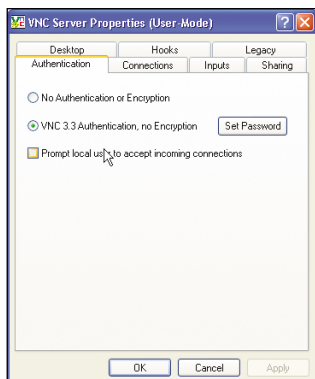 VNC Server Properties (User-Mode)
Desktop Hooks Legacy
Authentication Connections Inputs Sharing
No Authentication or Encryption
VNC 3.3 Authentication, no Encryption Set Password
Prompt local user to accept incoming connections
OK Cancel Apply